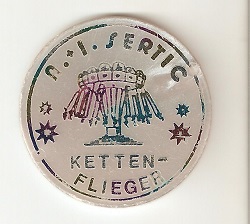 A.+I. SERTIC
KETTEN-
FLIEGER